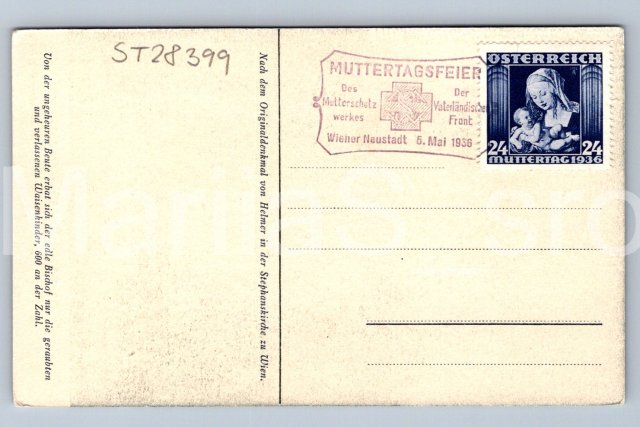 ST28399
Von der ungeheuren Beute erbat sich der edle Bischof nur die geraubten
und verlassenen Waisenkinder, 600 an der Zahl.
Nach dem Originaldenkmal von Helmer in der Stephanskirche zu Wien.
MUTTERTAGSFEIER
Des Der
Mutterschutz Vaterländischen
werkes Front
Wiener Neustadt 5. Mai 1936
ÖSTERREICH
24 24
MUTTERTAG 1936